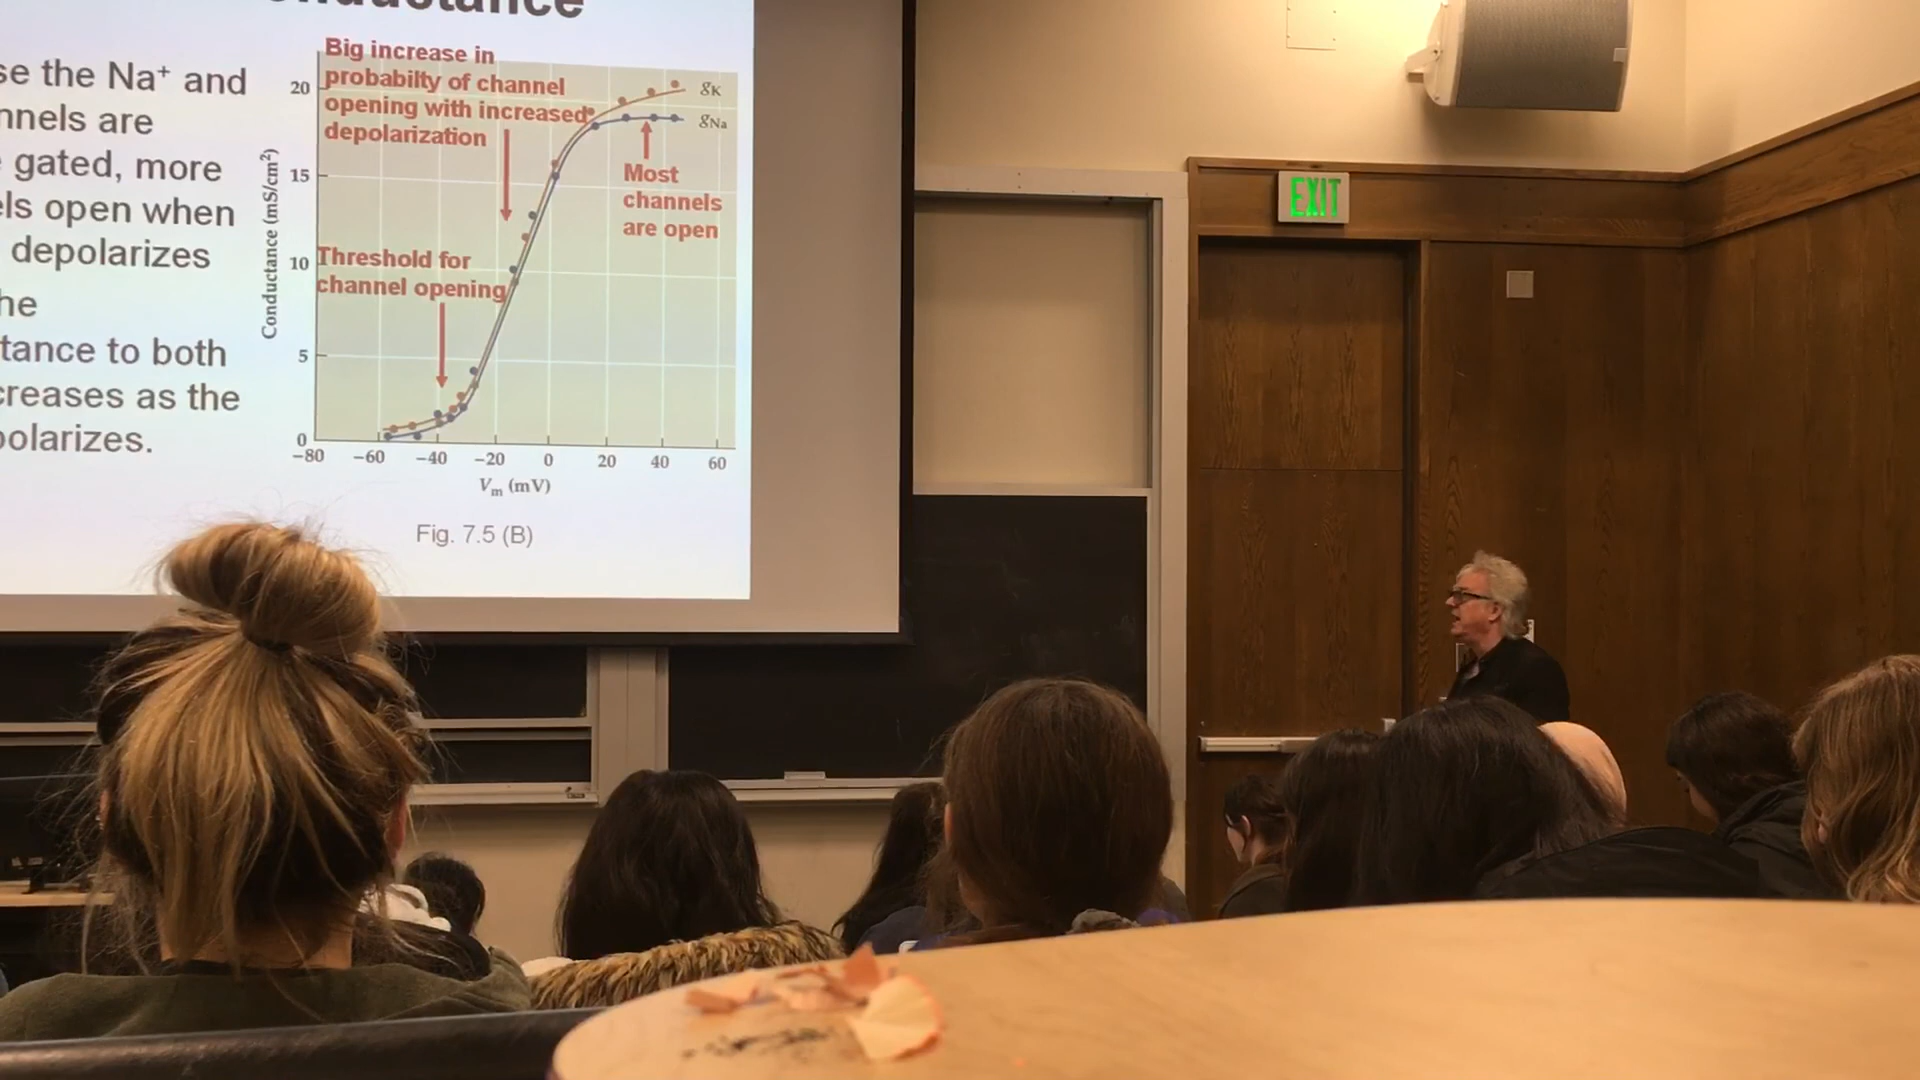 onductance
se the Na⁺ and
nnels are
gated, more
els open when
depolarizes
he
tance to both
creases as the
polarizes.
Big increase in
probabilty of channel
opening with increased
depolarization
Threshold for
channel opening
Most
channels
are open
gK
gNa
Conductance (mS/cm²)
20
15
10
5
0
−80 −60 −40 −20 0 20 40 60
Vm (mV)
Fig. 7.5 (B)
EXIT